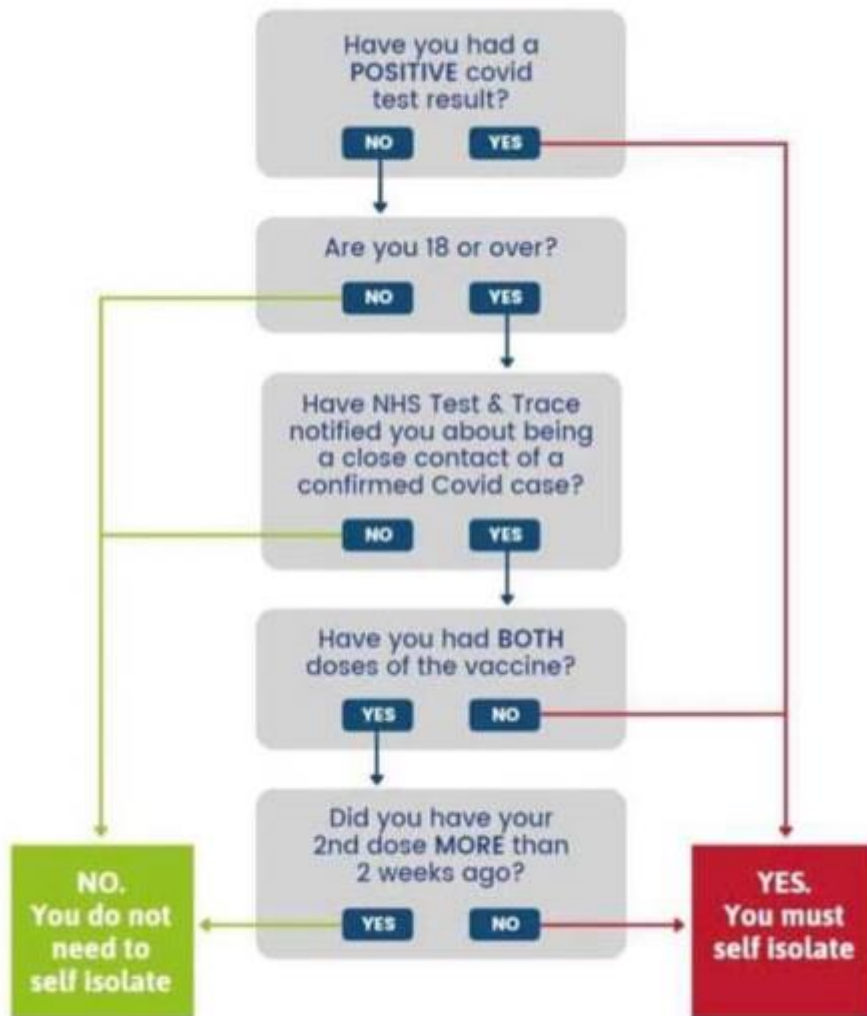 Have you had a
POSITIVE covid
test result?
NO YES
Are you 18 or over?
NO YES
Have NHS Test & Trace
notified you about being
a close contact of a
confirmed Covid case?
NO YES
Have you had BOTH
doses of the vaccine?
YES NO
Did you have your
2nd dose MORE than
2 weeks ago?
YES NO
NO.
You do not
need to
self isolate
YES.
You must
self isolate